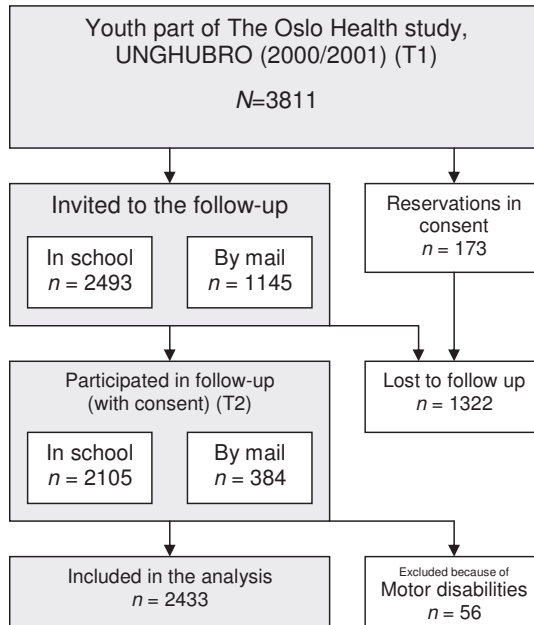 Youth part of The Oslo Health study,
UNGHUBRO (2000/2001) (T1)
N=3811
Invited to the follow-up
In school
n = 2493
By mail
n = 1145
Reservations in
consent
n = 173
Participated in follow-up
(with consent) (T2)
In school
n = 2105
By mail
n = 384
Lost to follow up
n = 1322
Included in the analysis
n = 2433
Excluded because of
Motor disabilities
n = 56